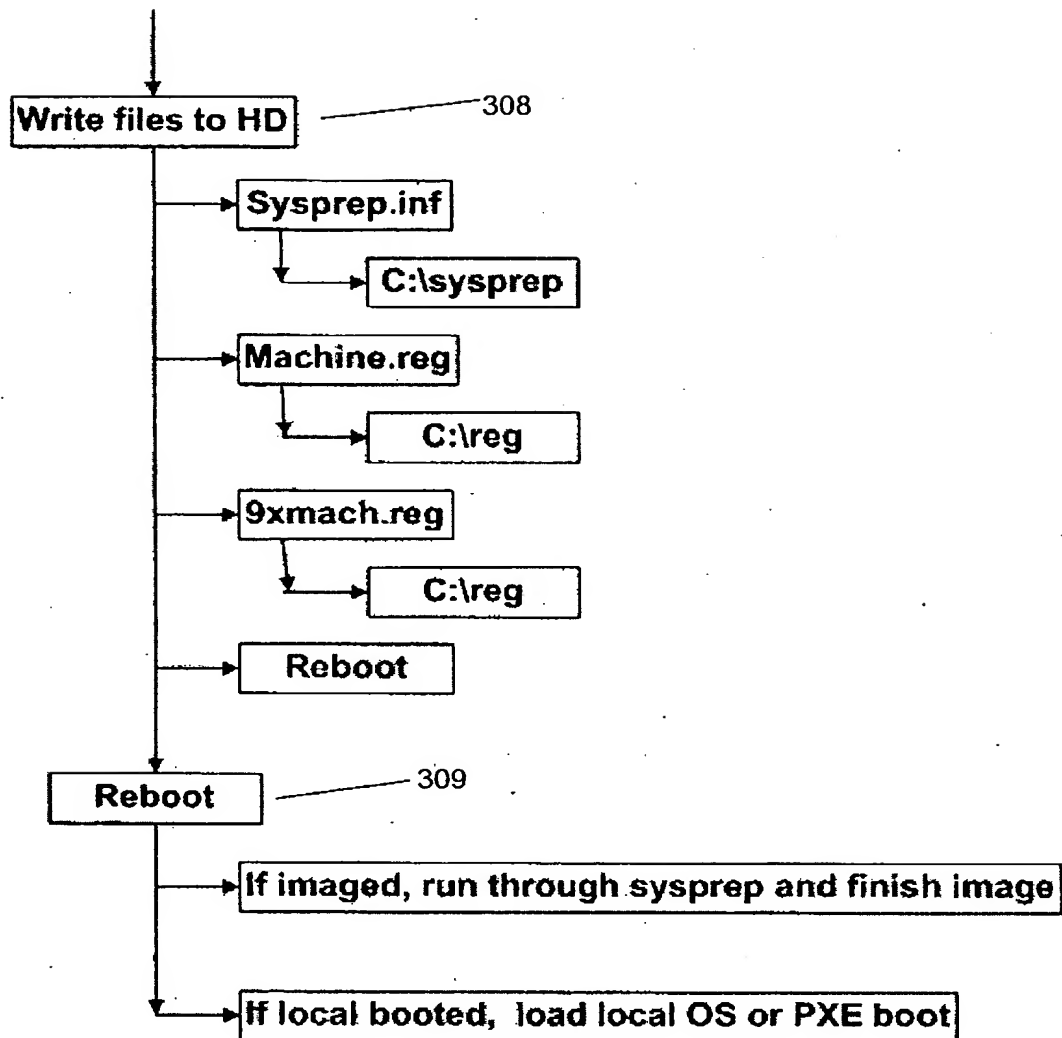 Write files to HD
308
Sysprep.inf
C:\sysprep
Machine.reg
C:\reg
9xmach.reg
C:\reg
Reboot
Reboot
309
If imaged, run through sysprep and finish image
If local booted, load local OS or PXE boot